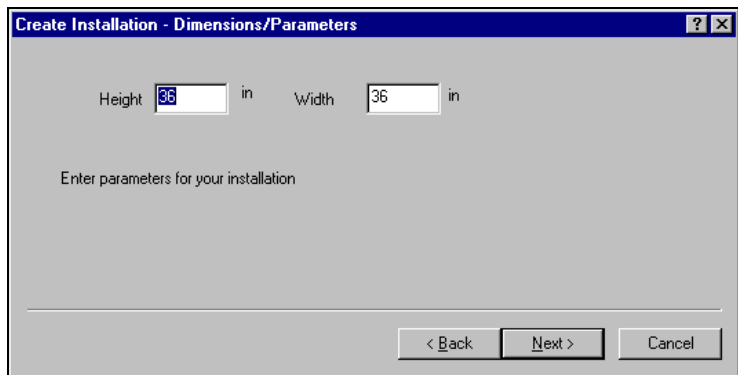 Create Installation - Dimensions/Parameters ? X
Height 36 in Width 36 in
Enter parameters for your installation
< Back Next > Cancel